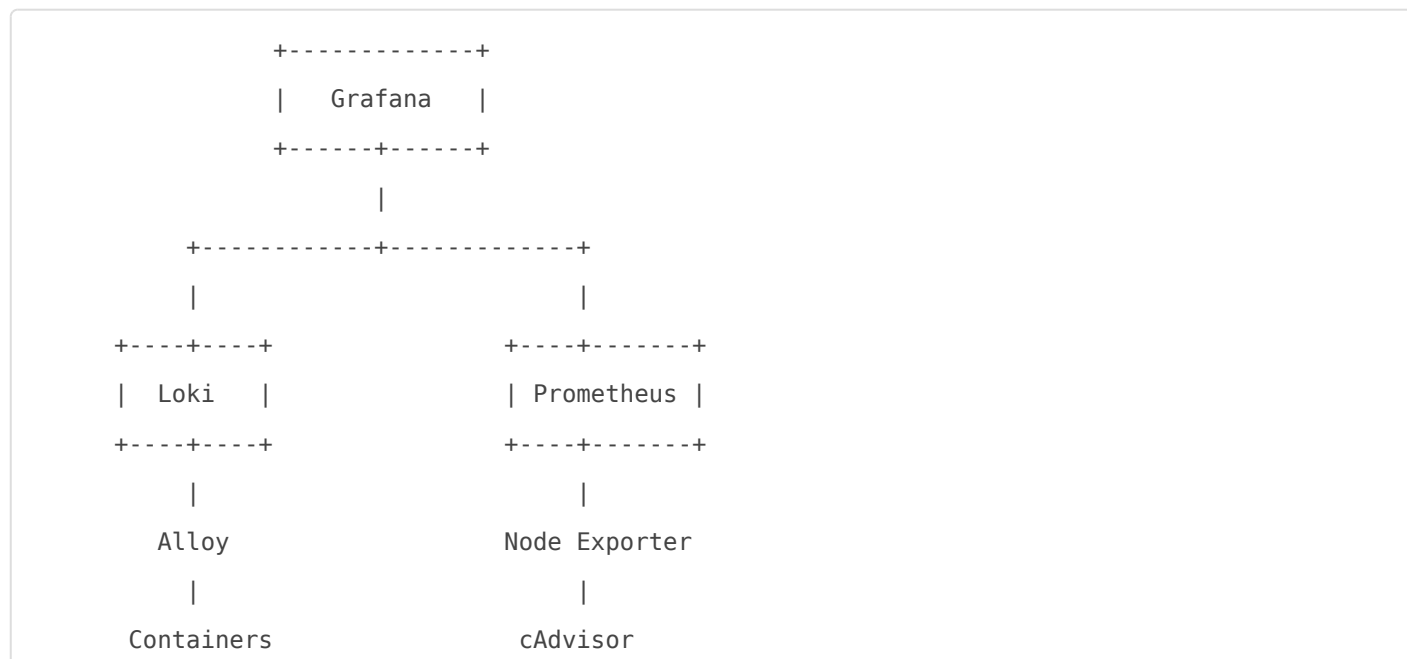 +-------------+
|   Grafana   |
+------+------+
|
+------------+-------------+
|                          |
+----+----+                +----+-------+
|  Loki   |                | Prometheus |
+----+----+                +----+-------+
|                          |
Alloy                   Node Exporter
|                          |
Containers                 cAdvisor